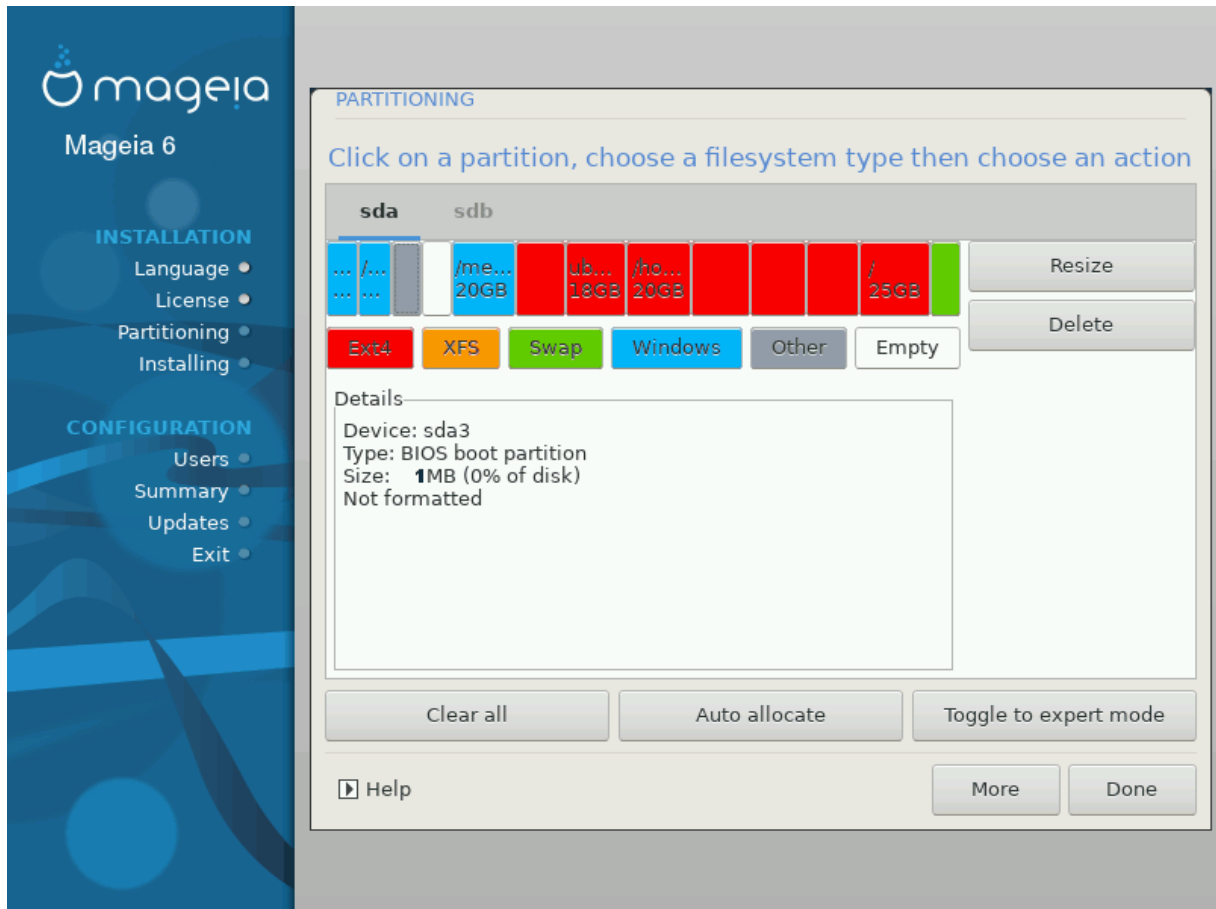 mageia
Mageia 6
INSTALLATION
Language
License
Partitioning
Installing
CONFIGURATION
Users
Summary
Updates
Exit
PARTITIONING
Click on a partition, choose a filesystem type then choose an action
sda sdb
... /... /me... ub... /ho... /
... ... 20GB 18GB 20GB 25GB
Resize
Delete
Ext4 XFS Swap Windows Other Empty
Details
Device: sda3
Type: BIOS boot partition
Size: 1MB (0% of disk)
Not formatted
Clear all Auto allocate Toggle to expert mode
Help More Done